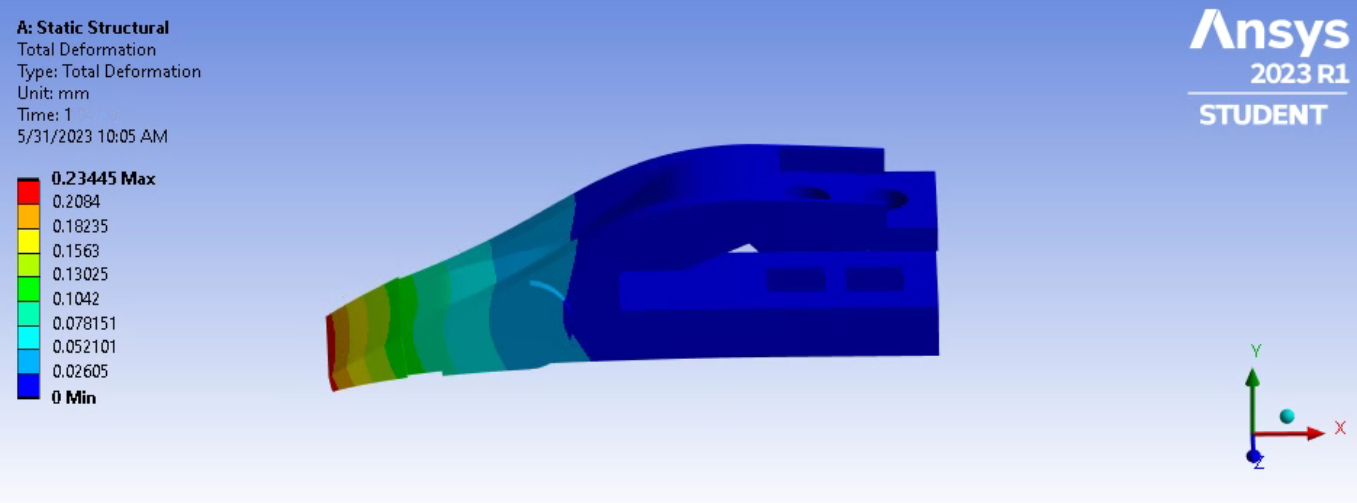 A: Static Structural
Total Deformation
Type: Total Deformation
Unit: mm
Time: 1
5/31/2023 10:05 AM
0.23445 Max
0.2084
0.18235
0.1563
0.13025
0.1042
0.078151
0.052101
0.02605
0 Min
Ansys
2023 R1
STUDENT
Y
X
Z